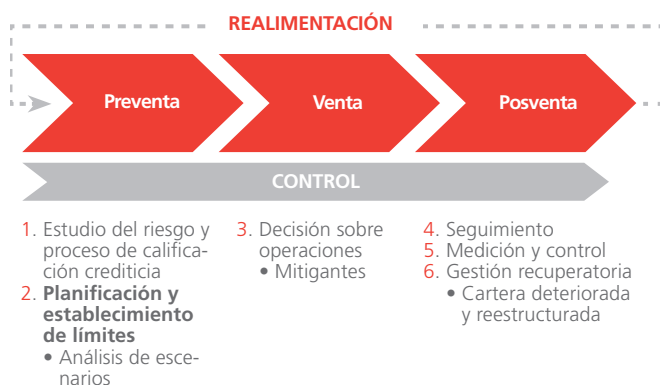 REALIMENTACIÓN
Preventa
Venta
Posventa
CONTROL
1. Estudio del riesgo y
proceso de califica-
ción crediticia
2. Planificación y
establecimiento
de límites
• Análisis de esce-
narios
3. Decisión sobre
operaciones
• Mitigantes
4. Seguimiento
5. Medición y control
6. Gestión recuperatoria
• Cartera deteriorada
y reestructurada